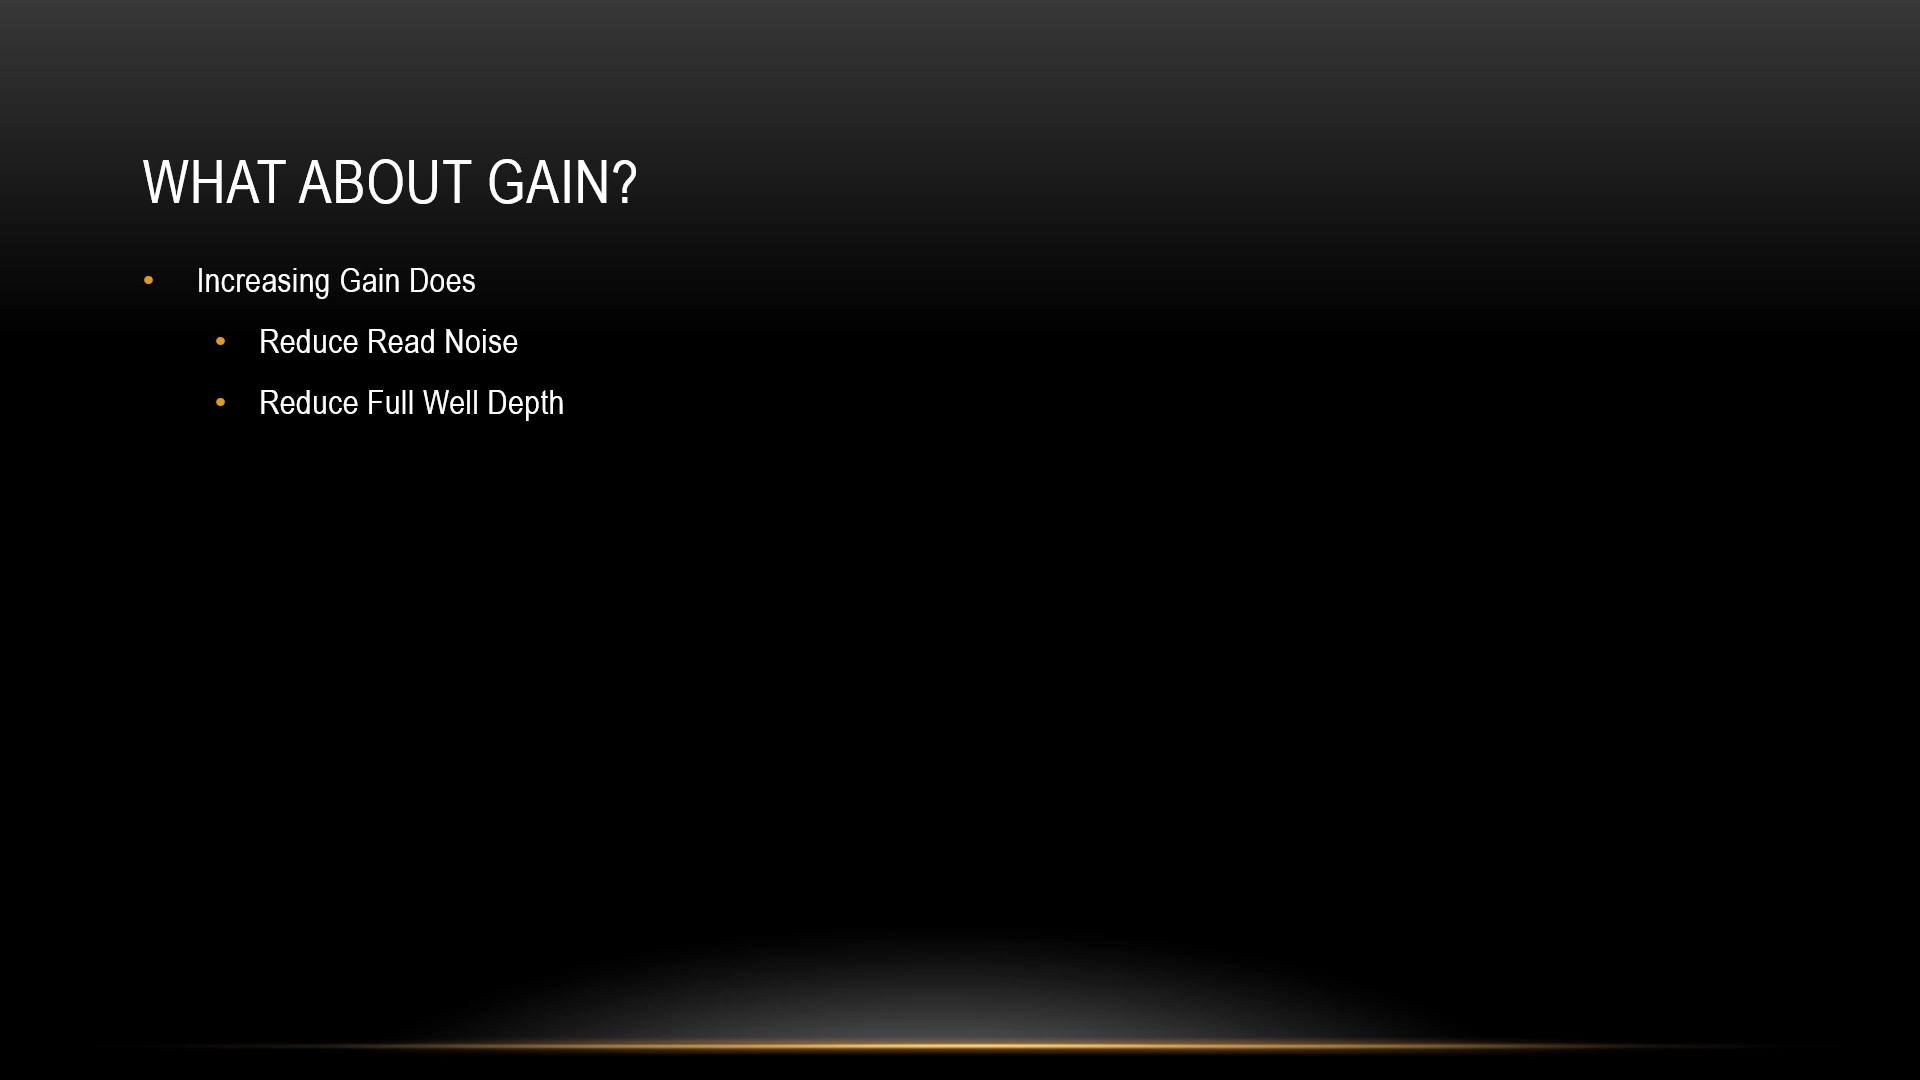 WHAT ABOUT GAIN?
• Increasing Gain Does
• Reduce Read Noise
• Reduce Full Well Depth